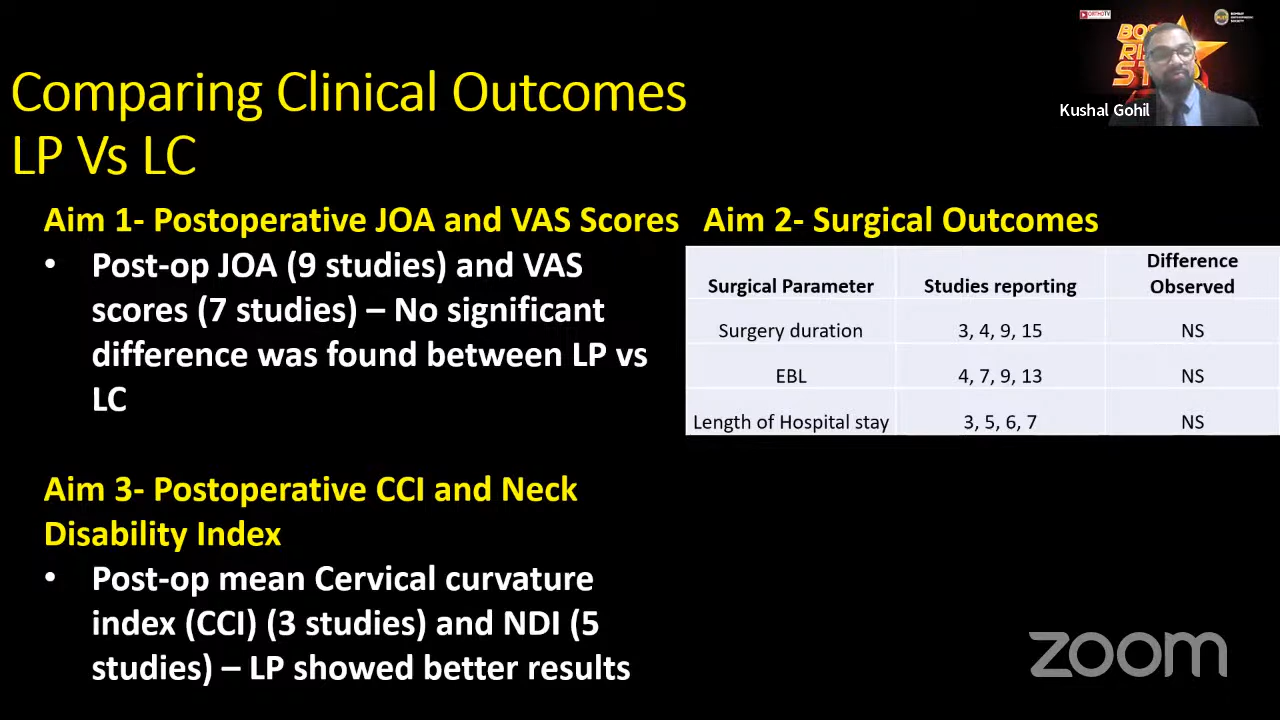 ORTHOTV
BOMBAY
ORTHOPAEDIC
SOCIETY
Kushal Gohil
Comparing Clinical Outcomes
LP Vs LC
Aim 1- Postoperative JOA and VAS Scores
• Post-op JOA (9 studies) and VAS
scores (7 studies) – No significant
difference was found between LP vs
LC
Aim 2- Surgical Outcomes
Surgical Parameter Studies reporting Difference Observed
Surgery duration 3, 4, 9, 15 NS
EBL 4, 7, 9, 13 NS
Length of Hospital stay 3, 5, 6, 7 NS
Aim 3- Postoperative CCI and Neck
Disability Index
• Post-op mean Cervical curvature
index (CCI) (3 studies) and NDI (5
studies) – LP showed better results
zoom